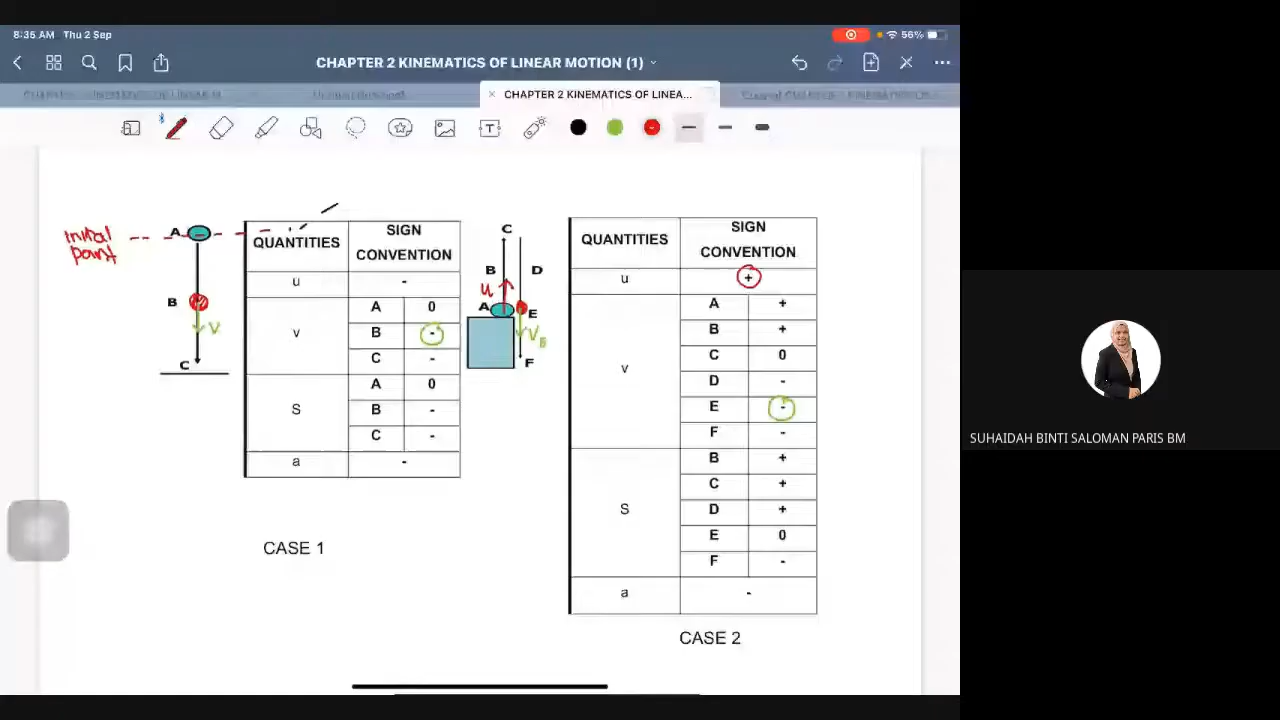 8:35 AM Thu 2 Sep
56%
CHAPTER 2 KINEMATICS OF LINEAR MOTION (1)
CHAPTER 2 KINEMATICS OF LINEA...
Initial
point
A
B
V
C
QUANTITIES
SIGN
CONVENTION
u
-
v
A 0
B -
C -
S
A 0
B -
C -
a
-
CASE 1
C
B D
u
A E
V
F
QUANTITIES
SIGN
CONVENTION
u
+
v
A +
B +
C 0
D -
E -
F -
S
B +
C +
D +
E 0
F -
a
-
CASE 2
SUHAIDAH BINTI SALOMAN PARIS BM